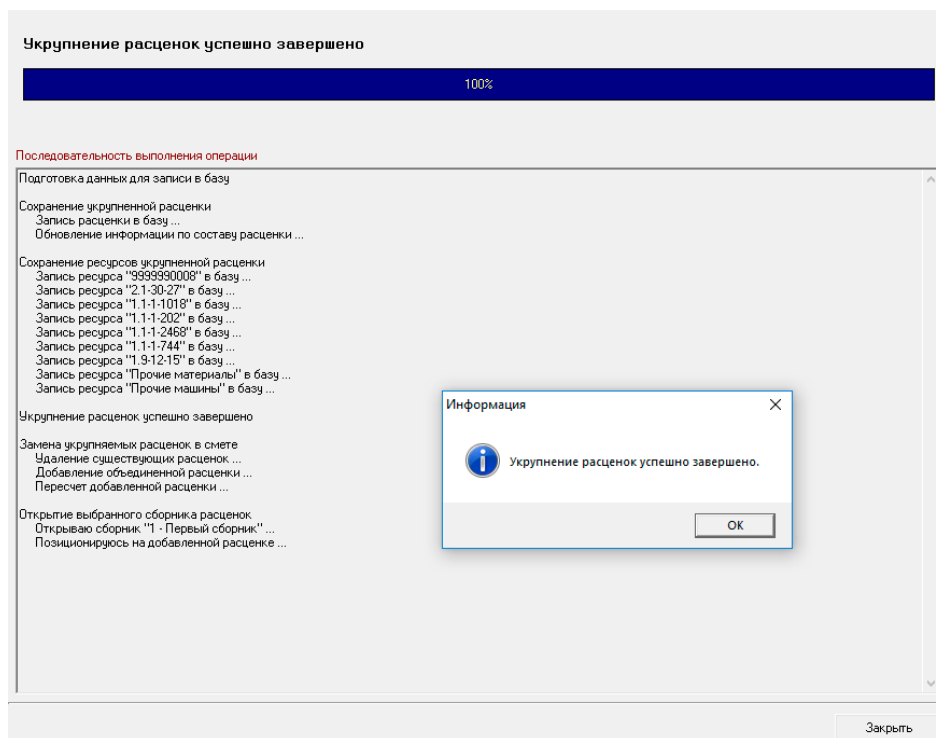 Укрупнение расценок успешно завершено
100%
Последовательность выполнения операции
Подготовка данных для записи в базу
Сохранение укрупненной расценки
Запись расценки в базу ...
Обновление информации по составу расценки ...
Сохранение ресурсов укрупненной расценки
Запись ресурса "9999990008" в базу ...
Запись ресурса "2.1-30-27" в базу ...
Запись ресурса "1.1-1-1018" в базу ...
Запись ресурса "1.1-1-202" в базу ...
Запись ресурса "1.1-1-2468" в базу ...
Запись ресурса "1.1-1-744" в базу ...
Запись ресурса "1.9-12-15" в базу ...
Запись ресурса "Прочие материалы" в базу ...
Запись ресурса "Прочие машины" в базу ...
Укрупнение расценок успешно завершено
Замена укрупняемых расценок в смете
Удаление существующих расценок ...
Добавление объединенной расценки ...
Пересчет добавленной расценки ...
Открытие выбранного сборника расценок
Открываю сборник "1 - Первый сборник" ...
Позиционируюсь на добавленной расценке ...
Информация
Укрупнение расценок успешно завершено.
OK
Закрыть